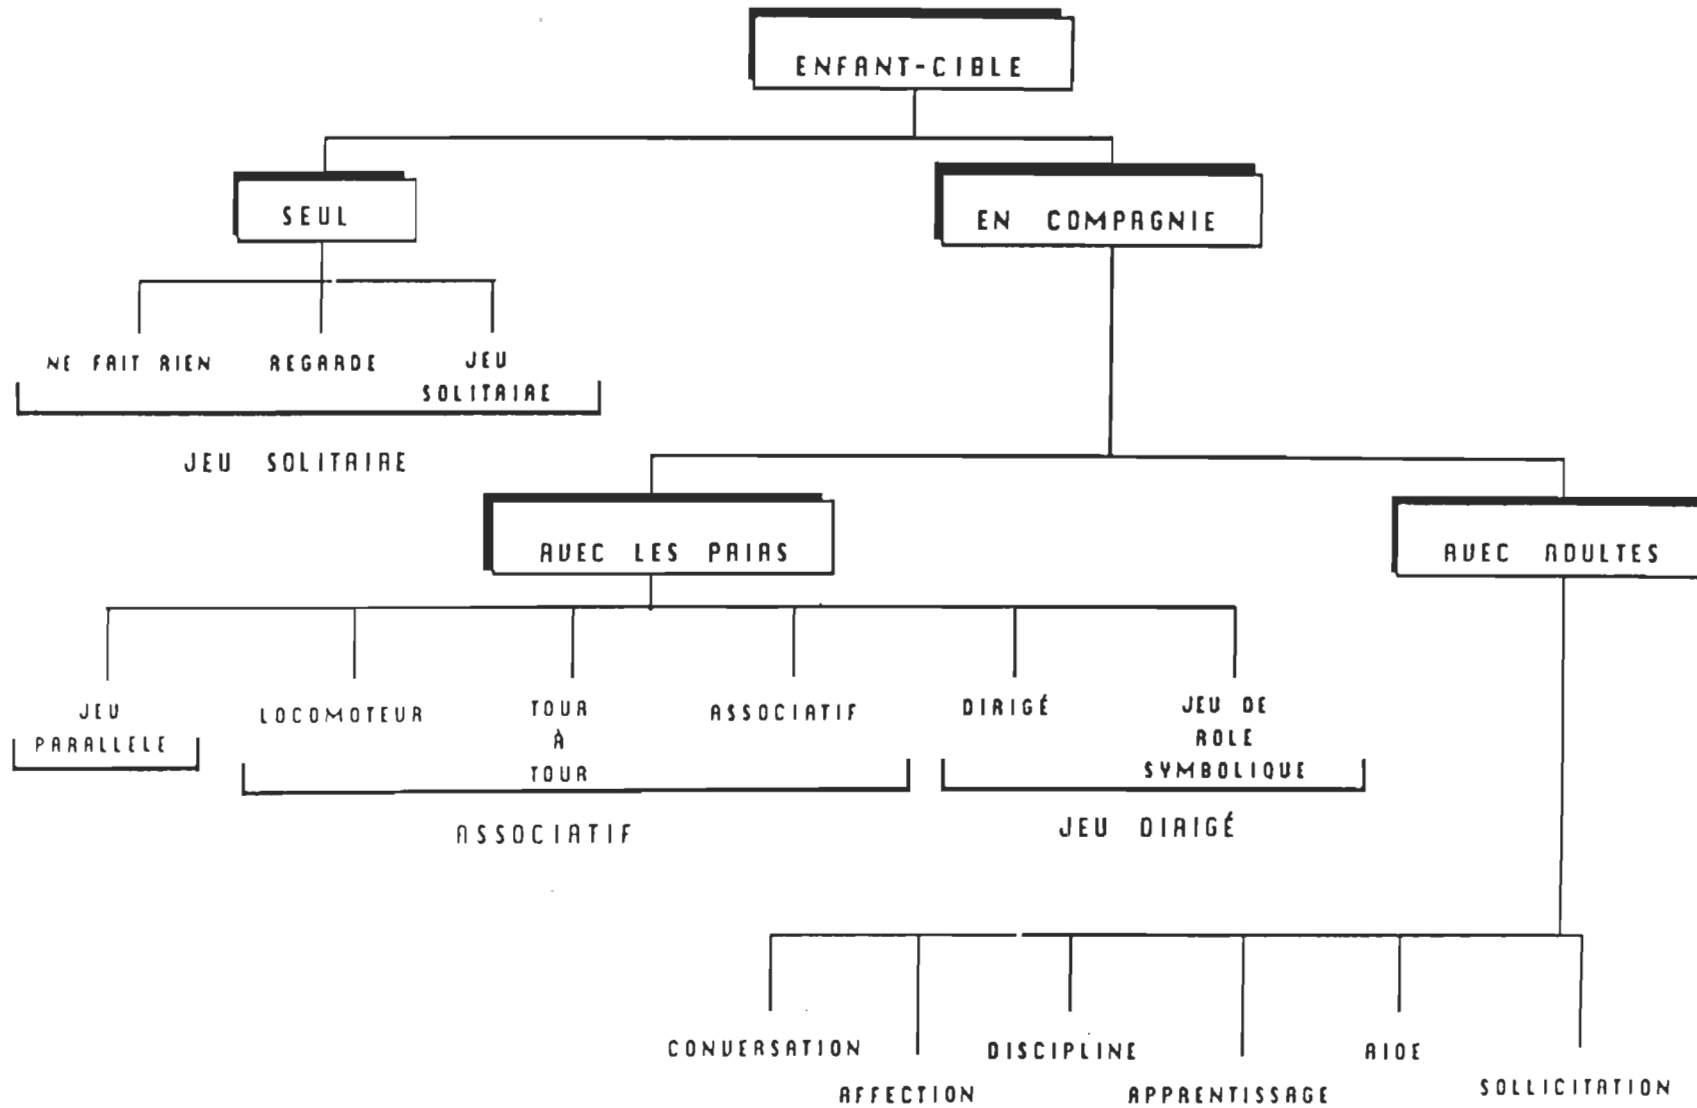 ENFANT-CIBLE
SEUL
EN COMPAGNIE
NE FAIT RIEN
REGARDE
JEU
SOLITAIRE
JEU SOLITAIRE
AVEC LES PAIRS
AVEC ADULTES
JEU
PARALLELE
LOCOMOTEUR
TOUR
À
TOUR
ASSOCIATIF
DIRIGÉ
JEU DE
ROLE
SYMBOLIQUE
ASSOCIATIF
JEU DIRIGÉ
CONVERSATION
AFFECTION
DISCIPLINE
APPRENTISSAGE
AIDE
SOLLICITATION